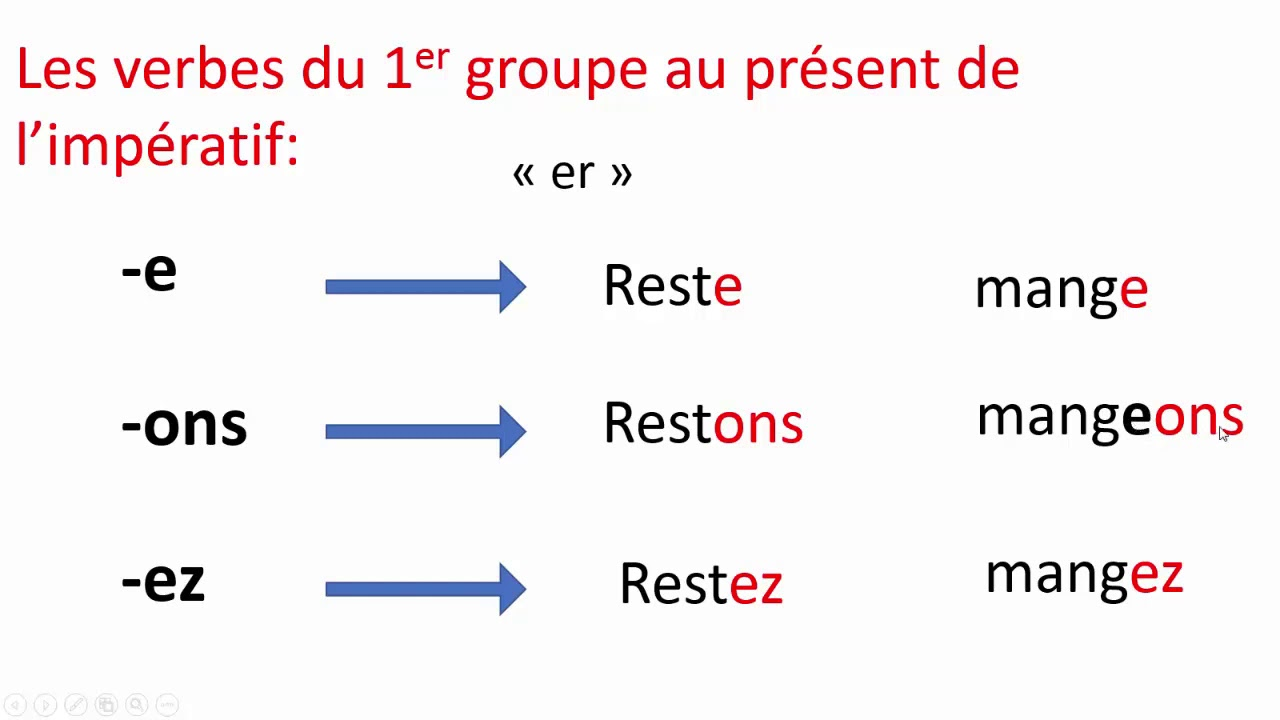 Les verbes du 1er groupe au présent de
l’impératif:
« er »
-e Reste mange
-ons Restons mangeons
-ez Restez mangez